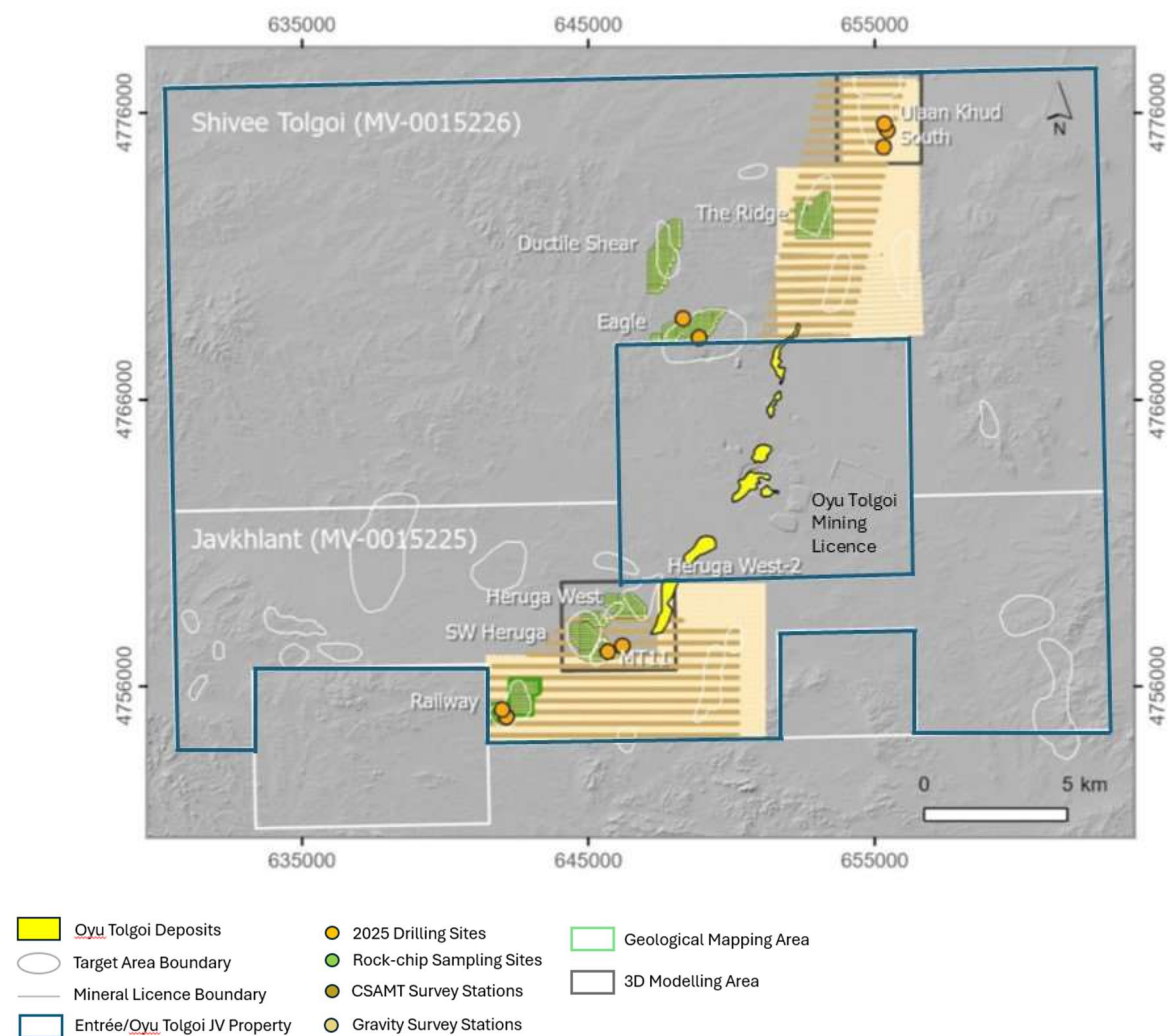 635000
645000
655000
4776000
4776000
Shivee Tolgoi (MV-0015226)
Ulaan Khud
South
N
The Ridge
Ductile Shear
Eagle
4766000
4766000
Oyu Tolgoi
Mining
Licence
Javkhlant (MV-0015225)
Heruga West-2
Heruga West
SW Heruga
MT11
4756000
4756000
Railway
0
5 km
635000
645000
655000
Oyu Tolgoi Deposits
Target Area Boundary
Mineral Licence Boundary
Entrée/Oyu Tolgoi JV Property
2025 Drilling Sites
Rock-chip Sampling Sites
CSAMT Survey Stations
Gravity Survey Stations
Geological Mapping Area
3D Modelling Area